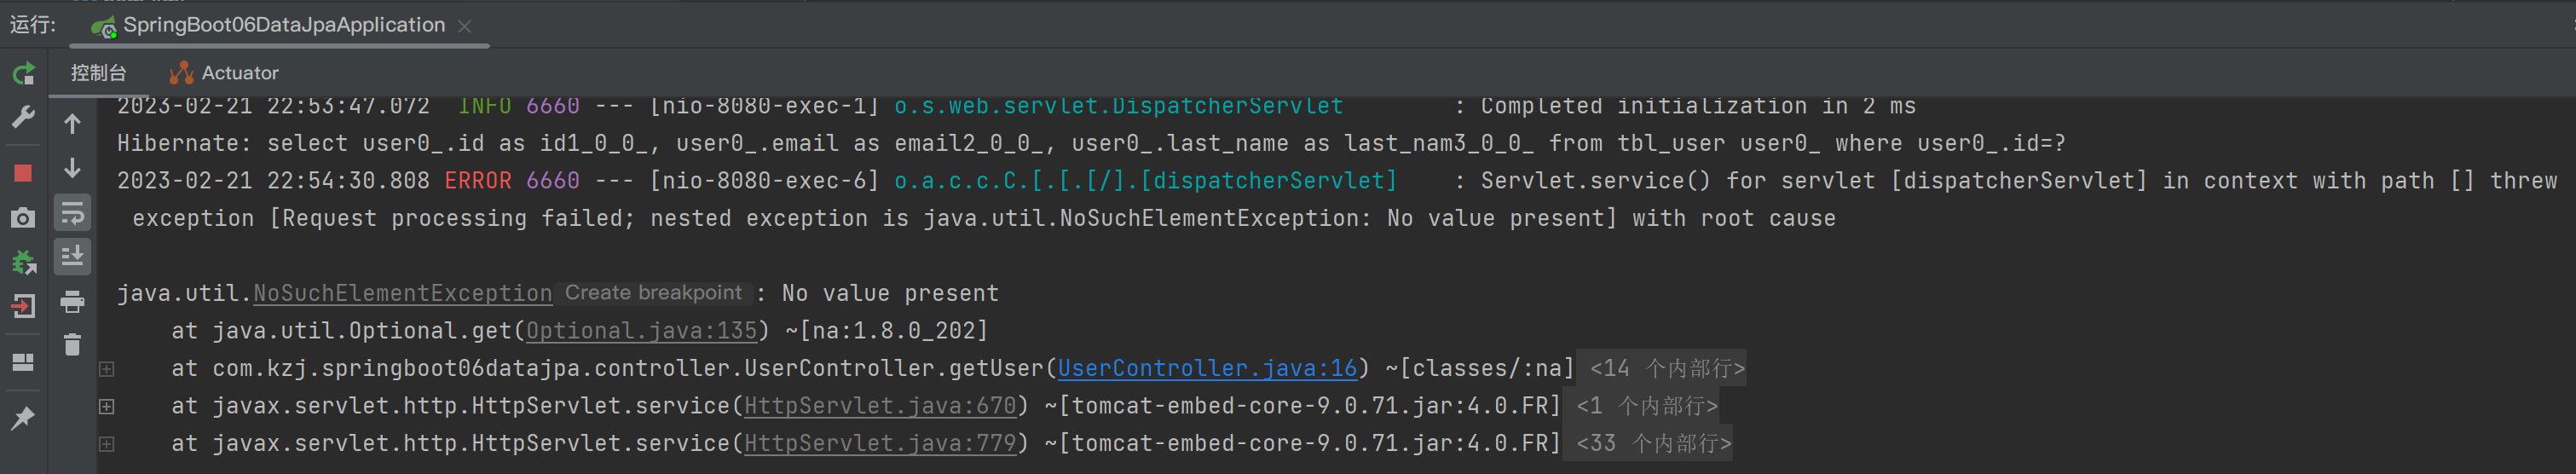 运行: SpringBoot06DataJpaApplication
控制台 Actuator
2023-02-21 22:53:47.072  INFO 6660 --- [nio-8080-exec-1] o.s.web.servlet.DispatcherServlet        : Completed initialization in 2 ms
Hibernate: select user0_.id as id1_0_0_, user0_.email as email2_0_0_, user0_.last_name as last_nam3_0_0_ from tbl_user user0_ where user0_.id=?
2023-02-21 22:54:30.808 ERROR 6660 --- [nio-8080-exec-6] o.a.c.c.C.[.[.[/].[dispatcherServlet]    : Servlet.service() for servlet [dispatcherServlet] in context with path [] threw
exception [Request processing failed; nested exception is java.util.NoSuchElementException: No value present] with root cause
java.util.NoSuchElementException Create breakpoint : No value present
at java.util.Optional.get(Optional.java:135) ~[na:1.8.0_202]
at com.kzj.springboot06datajpa.controller.UserController.getUser(UserController.java:16) ~[classes/:na] <14 个内部行>
at javax.servlet.http.HttpServlet.service(HttpServlet.java:670) ~[tomcat-embed-core-9.0.71.jar:4.0.FR] <1 个内部行>
at javax.servlet.http.HttpServlet.service(HttpServlet.java:779) ~[tomcat-embed-core-9.0.71.jar:4.0.FR] <33 个内部行>